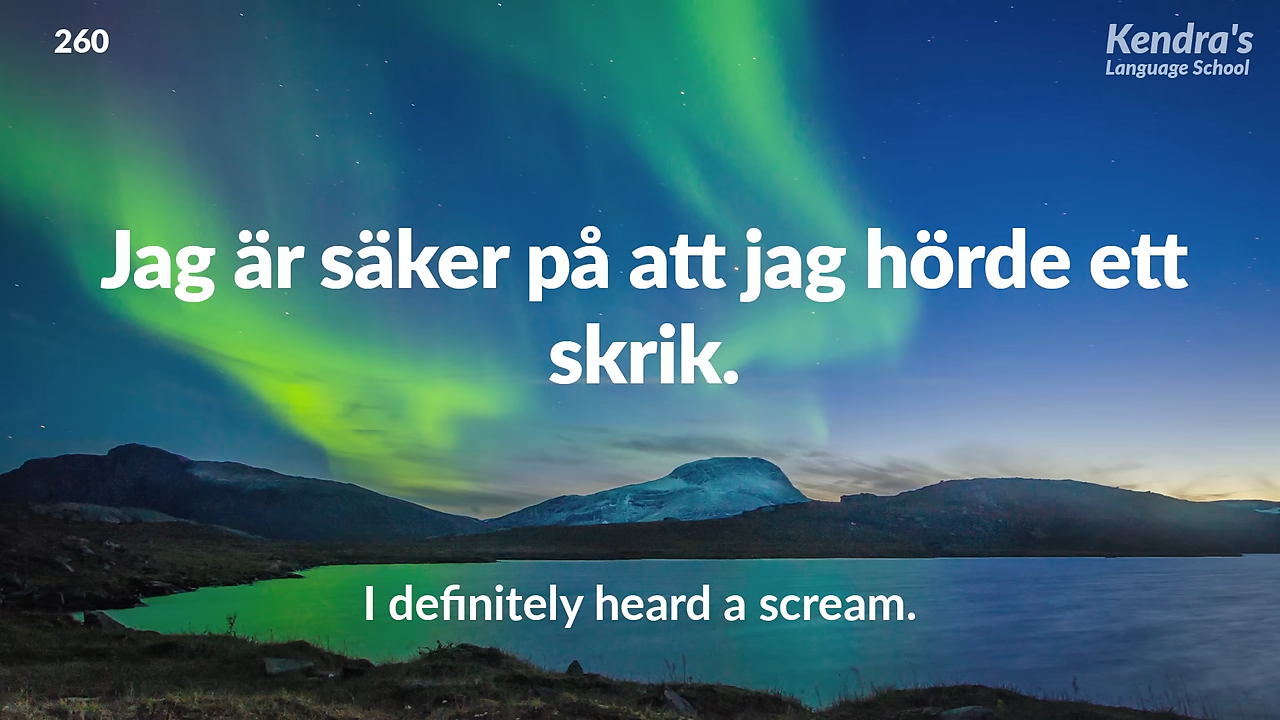 260
Kendra's
Language School
Jag är säker på att jag hörde ett
skrik.
I definitely heard a scream.